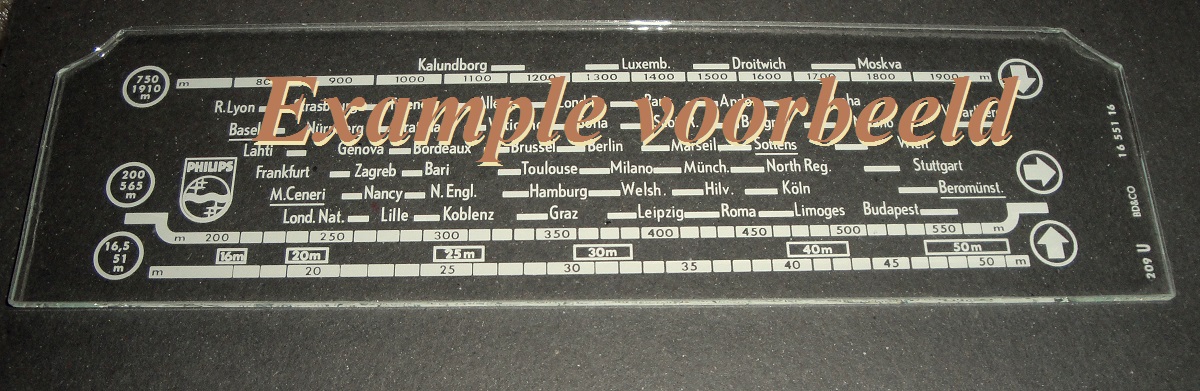 Kalundborg Luxemb. Droitwich Moskva
750 1910 m
m 800 900 1000 1100 1200 1300 1400 1500 1600 1700 1800 1900 m
R.Lyon
Example voorbeeld
Basel Nürnberg
Lahti Genova Bordeaux Brussel Berlin Marseil. Sottens Wien
PHILIPS
Frankfurt Zagreb Bari Toulouse Milano Münch. North Reg. Stuttgart
200 565 m
M.Ceneri Nancy N. Engl. Hamburg Welsh. Hilv. Köln Beromünst.
Lond. Nat. Lille Koblenz Graz Leipzig Roma Limoges Budapest
m 200 250 300 350 400 450 500 550 m
16,5 51 m
16m 20m 25m 30m 40m 50m
m 20 25 30 35 40 45 50 m
209 U BD&CO 16 551 16